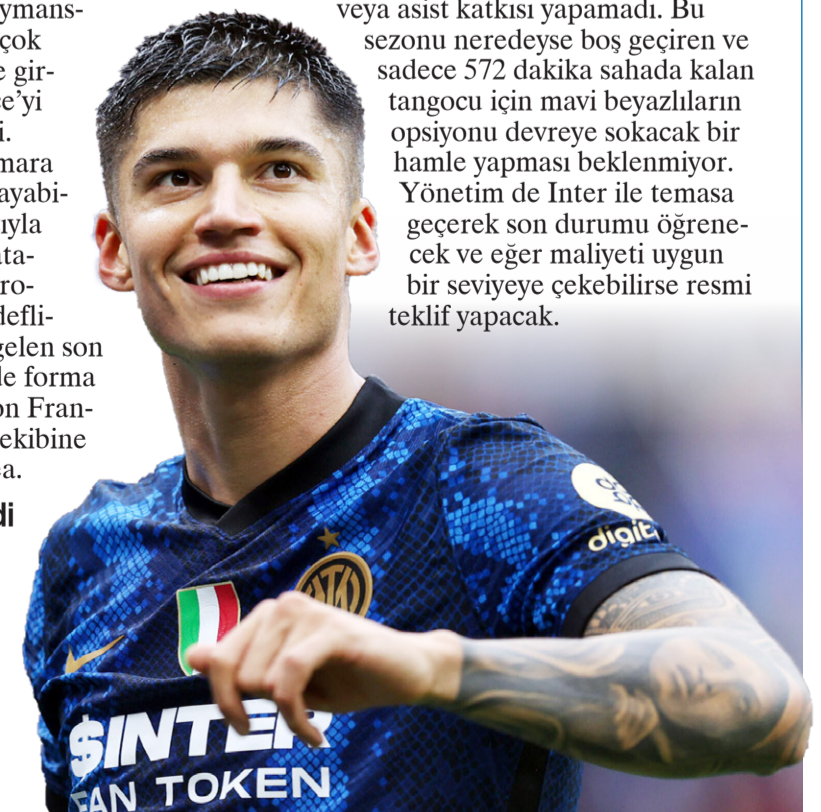 ymans-
çok
e gir-
e'yi
i.
mara
ayabi-
ıyla
ata-
ro-
defli-
gelen son
le forma
on Fran-
ekibine
a.
di
veya asist katkısı yapamadı. Bu
sezonu neredeyse boş geçiren ve
sadece 572 dakika sahada kalan
tangocu için mavi beyazlıların
opsiyonu devreye sokacak bir
hamle yapması beklenmiyor.
Yönetim de Inter ile temasa
geçerek son durumu öğrene-
cek ve eğer maliyeti uygun
bir seviyeye çekebilirse resmi
teklif yapacak.
digit
$INTER
FAN TOKEN